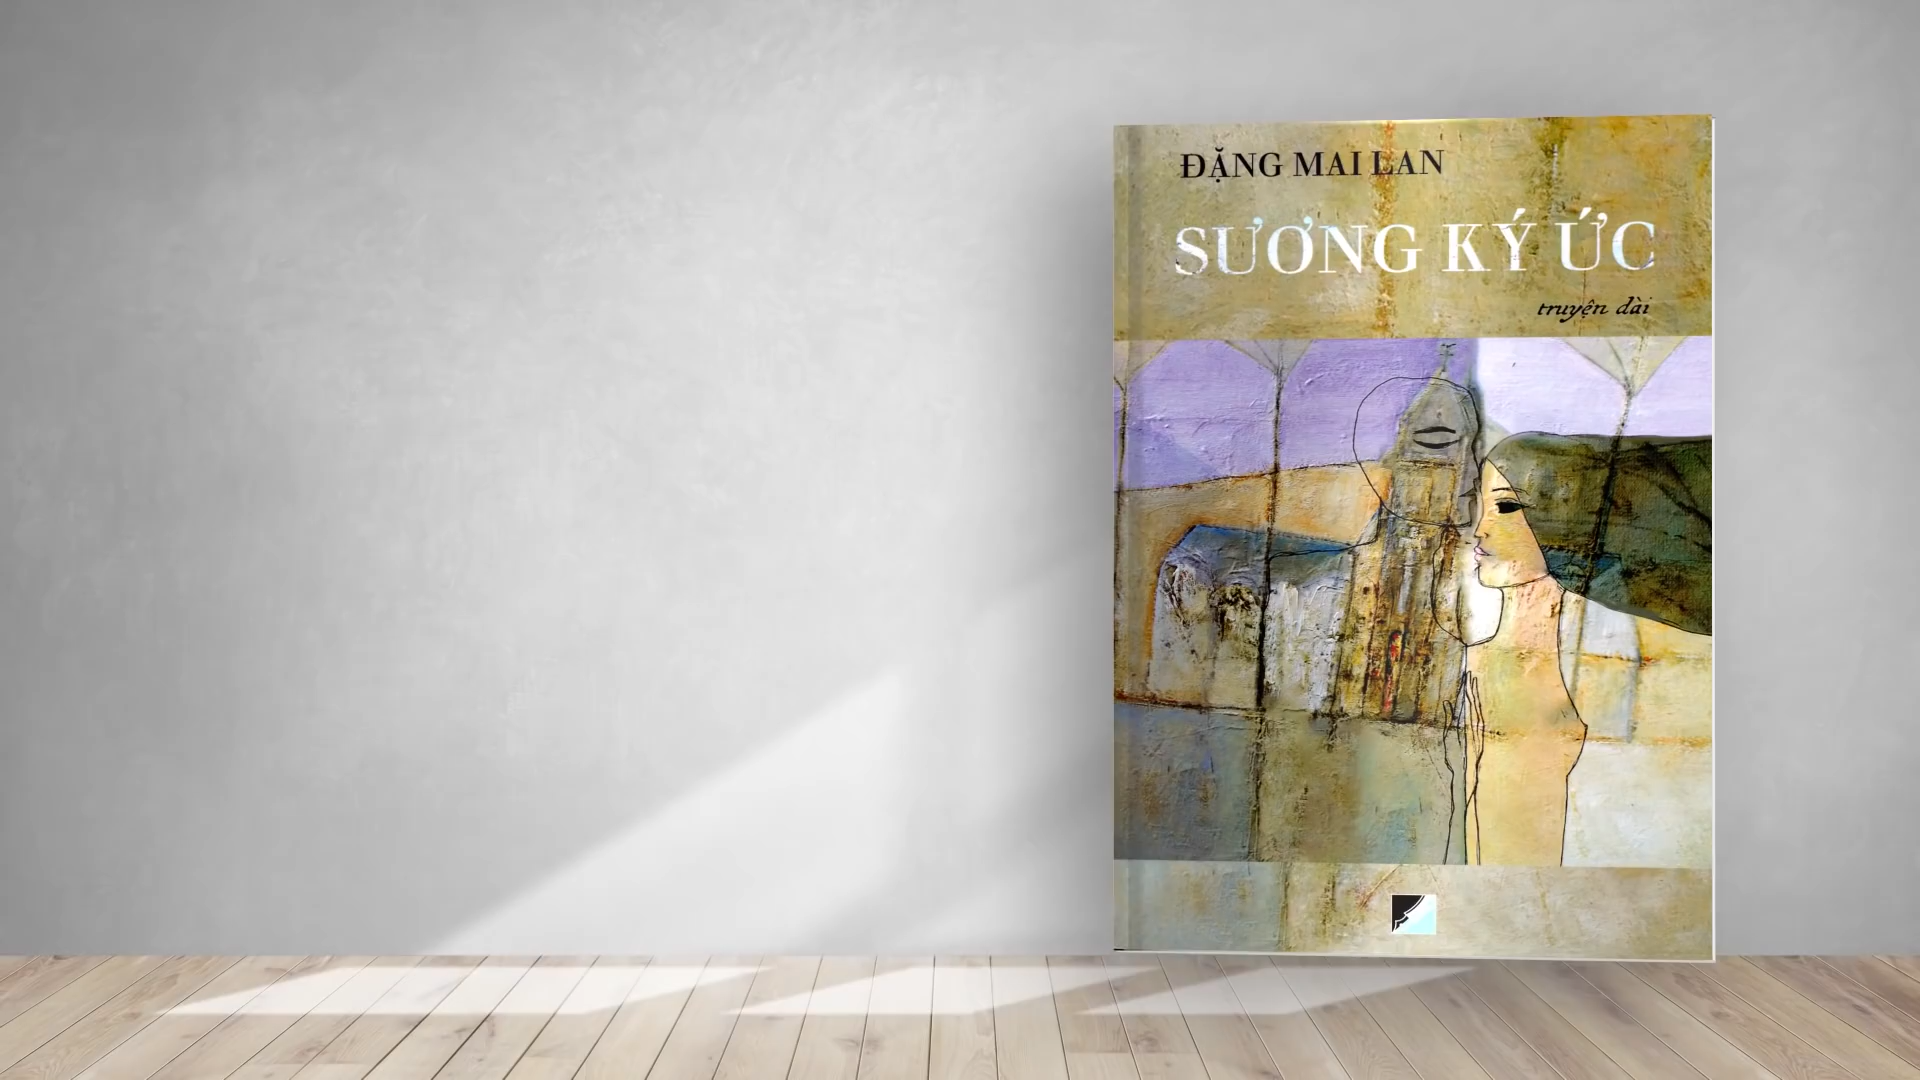 ĐẶNG MAI LAN
SƯƠNG KÝ ỨC
truyện dài